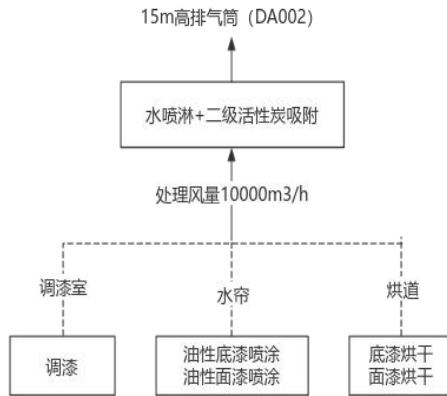 15m高排气筒（DA002）
水喷淋+二级活性炭吸附
处理风量10000m3/h
调漆室
水帘
烘道
调漆
油性底漆喷涂
油性面漆喷涂
底漆烘干
面漆烘干